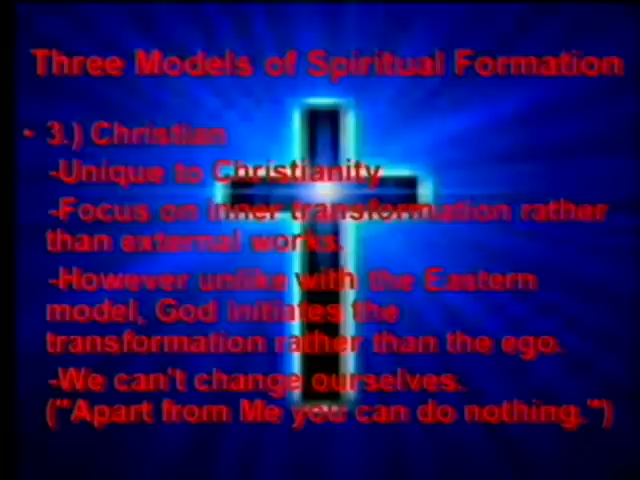 Three Models of Spiritual Formation
- 3.) Christian
-Unique to Christianity
-Focus on inner transformation rather
than external works.
-However unlike with the Eastern
model, God initiates the
transformation rather than the ego.
-We can't change ourselves.
("Apart from Me you can do nothing.")